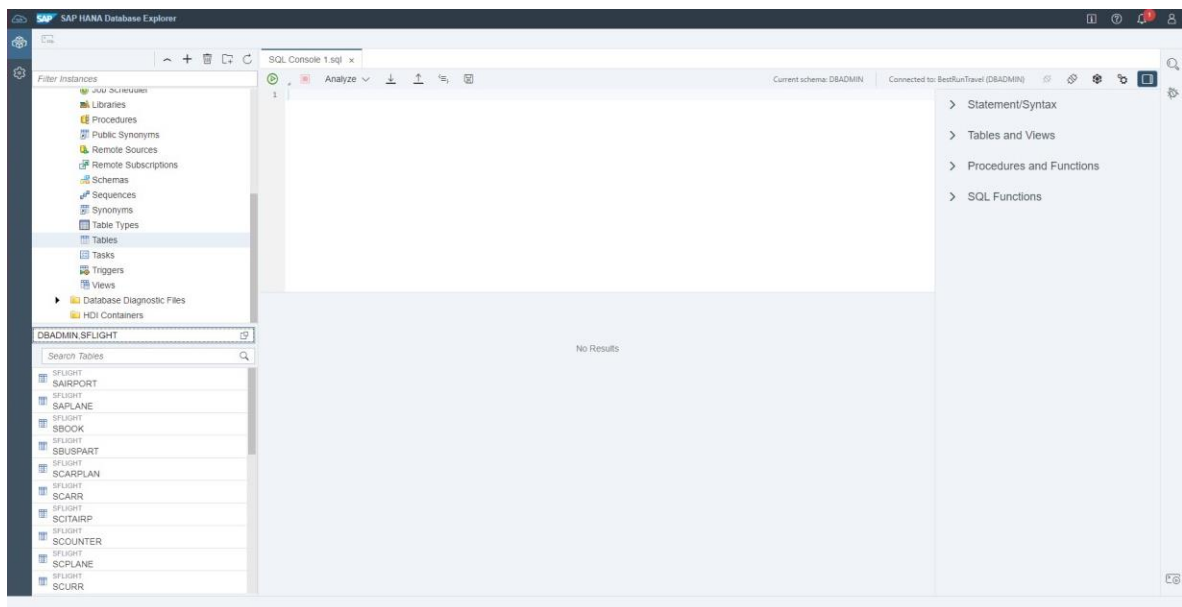 SAP SAP HANA Database Explorer
SQL Console 1.sql x
Filter Instances
Analyze
Current schema: DBADMIN
Connected to: BestRunTravel (DBADMIN)
Job Scheduler
Libraries
Procedures
Public Synonyms
Remote Sources
Remote Subscriptions
Schemas
Sequences
Synonyms
Table Types
Tables
Tasks
Triggers
Views
Database Diagnostic Files
HDI Containers
DBADMIN,SFLIGHT
Search Tables
SFLIGHT
SAIRPORT
SFLIGHT
SAPLANE
SFLIGHT
SBOOK
SFLIGHT
SBUSPART
SFLIGHT
SCARPLAN
SFLIGHT
SCARR
SFLIGHT
SCITAIRP
SFLIGHT
SCOUNTER
SFLIGHT
SCPLANE
SFLIGHT
SCURR
1
No Results
Statement/Syntax
Tables and Views
Procedures and Functions
SQL Functions